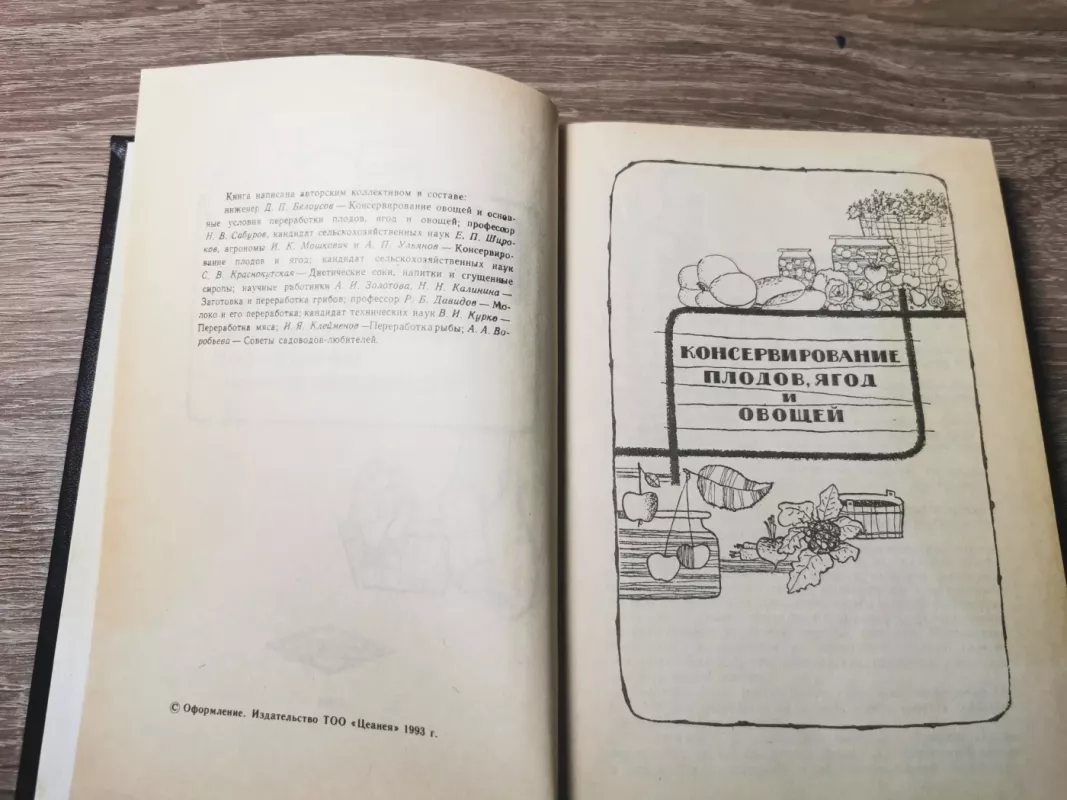 Книга написана авторским коллективом в составе:
инженер Д. П. Белоусов — Консервирование овощей и основ-
ные условия переработки плодов, ягод и овощей; профессор
Н. В. Сабуров, кандидат сельскохозяйственных наук Е. П. Широ-
ков, агрономы И. К. Мошкович и А. П. Ульянов — Консервиро-
вание плодов и ягод; кандидат сельскохозяйственных наук
С. В. Краснокутская — Диетические соки, напитки и сгущенные
сиропы; научные работники А. И. Золотова, Н. Н. Калинина —
Заготовка и переработка грибов; профессор Р. Б. Давидов — Мо-
локо и его переработка; кандидат технических наук В. И. Курко —
Переработка мяса; И. Я. Клейменов — Переработка рыбы; А. А. Во-
робьева — Советы садоводов-любителей.
© Оформление. Издательство ТОО «Цеанея» 1993 г.
КОНСЕРВИРОВАНИЕ
ПЛОДОВ, ЯГОД
И
ОВОЩЕЙ